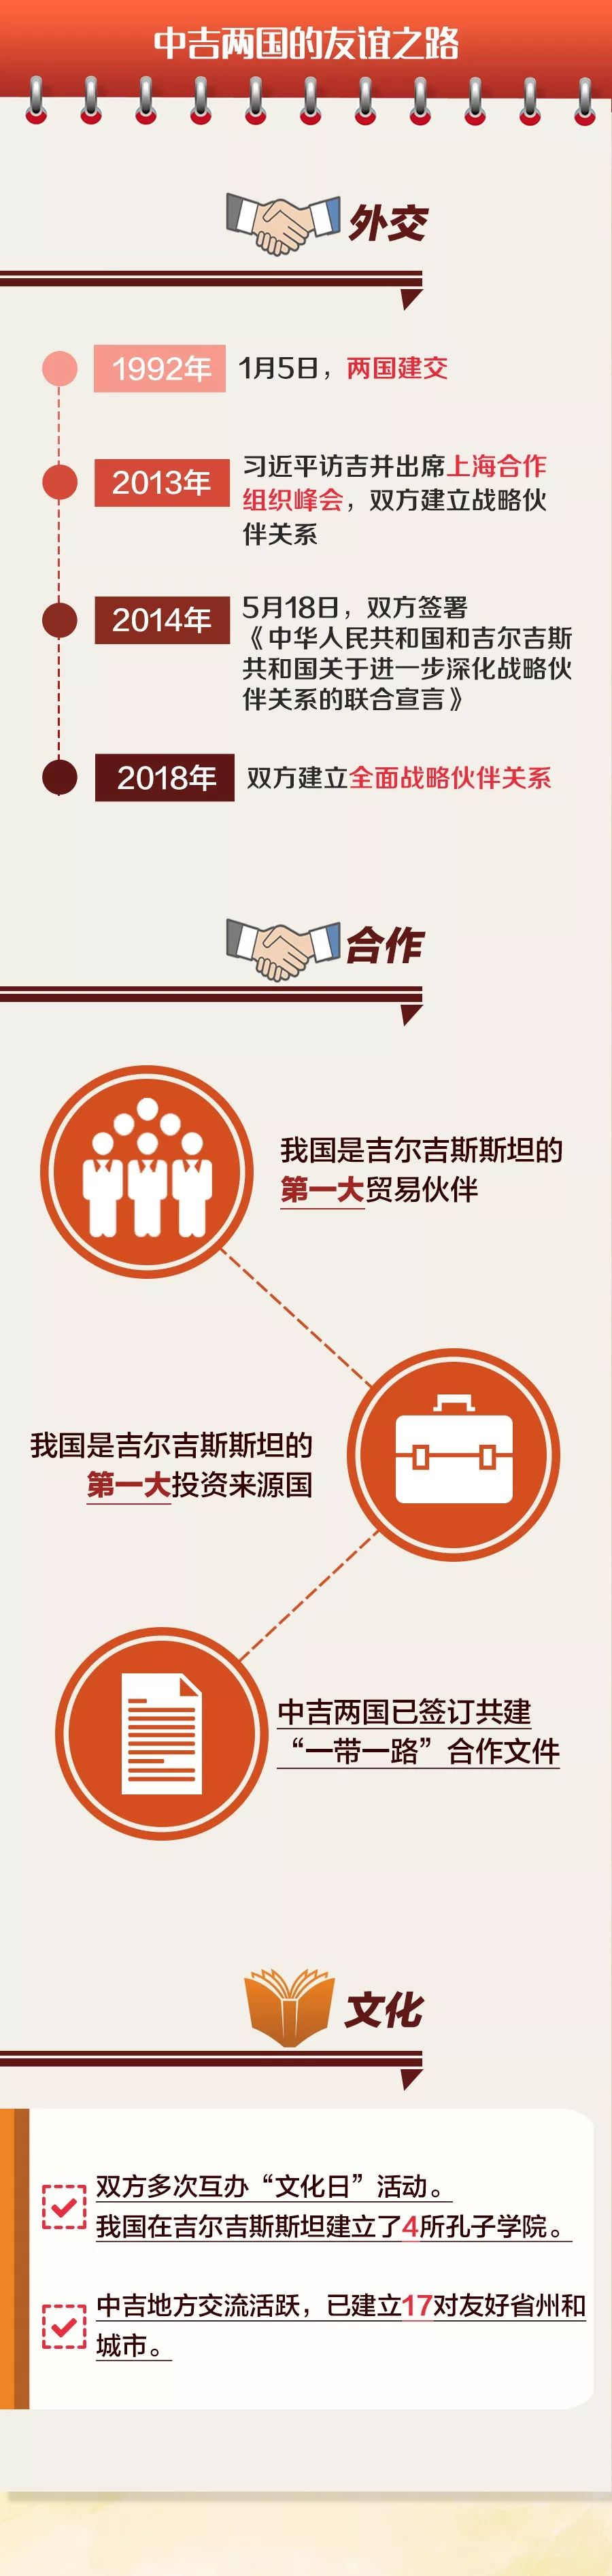 中吉两国的友谊之路
外交
1992年
1月5日，两国建交
2013年
习近平访吉并出席上海合作
组织峰会，双方建立战略伙
伴关系
2014年
5月18日，双方签署
《中华人民共和国和吉尔吉斯
共和国关于进一步深化战略伙
伴关系的联合宣言》
2018年
双方建立全面战略伙伴关系
合作
我国是吉尔吉斯斯坦的
第一大贸易伙伴
我国是吉尔吉斯斯坦的
第一大投资来源国
中吉两国已签订共建
“一带一路”合作文件
文化
双方多次互办“文化日”活动。
我国在吉尔吉斯斯坦建立了4所孔子学院。
中吉地方交流活跃，已建立17对友好省州和
城市。